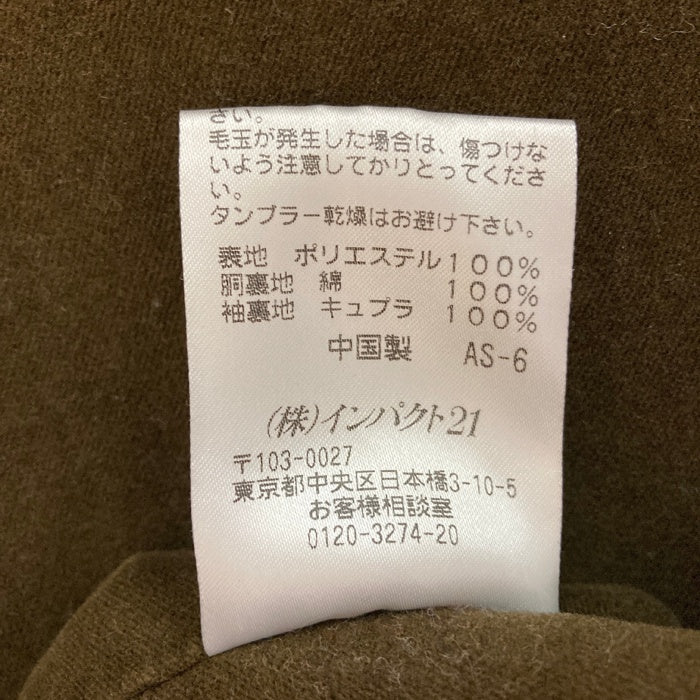 さい。
毛玉が発生した場合は、傷つけな
いよう注意してかりとってくださ
い。
タンブラー乾燥はお避け下さい。
表地 ポリエステル 100%
胴裏地 綿 100%
袖裏地 キュプラ 100%
中国製 AS-6
(株)インパクト21
〒103-0027
東京都中央区日本橋3-10-5
お客様相談室
0120-3274-20